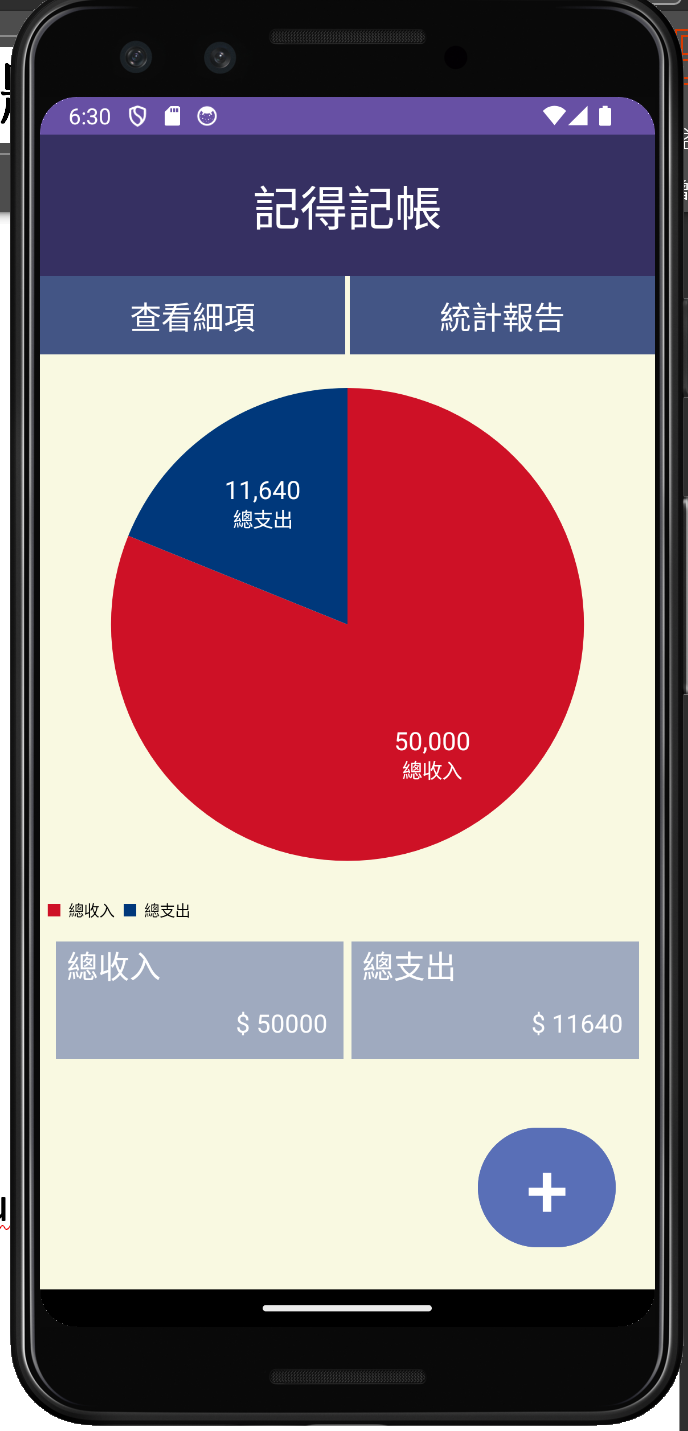 6:30
記得記帳
查看細項
統計報告
11,640
總支出
50,000
總收入
總收入 總支出
總收入
$ 50000
總支出
$ 11640
+